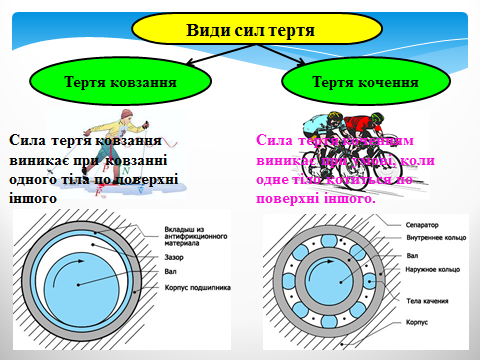 Види сил тертя
Тертя ковзання
Тертя кочення
Сила тертя ковзання
виникає при ковзанні
одного тіла по поверхні
іншого
Сила тертя
виникає при коли
одне тіло котиться по
поверхні іншого.
F
P
N
Вкладыш из
антифрикционного
материала
Зазор
Вал
Корпус подшипника
Сепаратор
Внутреннее кольцо
Вал
Наружное кольцо
Тела качения
Корпус